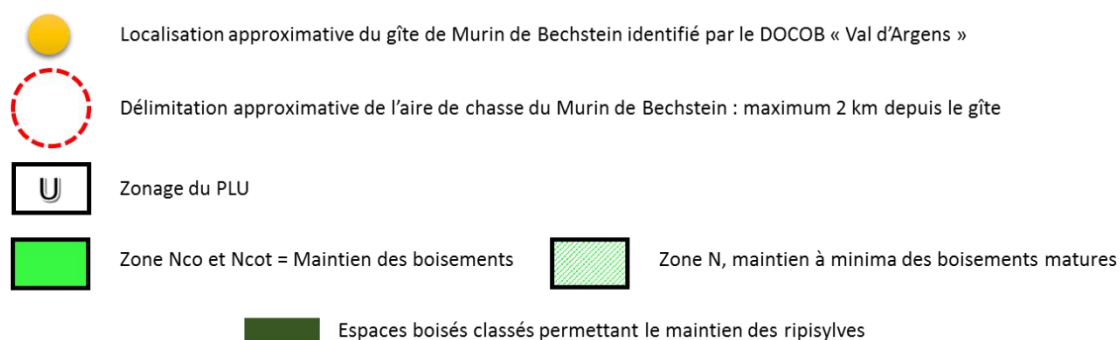 Localisation approximative du gîte de Murin de Bechstein identifié par le DOCOB « Val d'Argens »
Délimitation approximative de l'aire de chasse du Murin de Bechstein : maximum 2 km depuis le gîte
U Zonage du PLU
Zone Nco et Ncot = Maintien des boisements Zone N, maintien à minima des boisements matures
Espaces boisés classés permettant le maintien des ripisylves